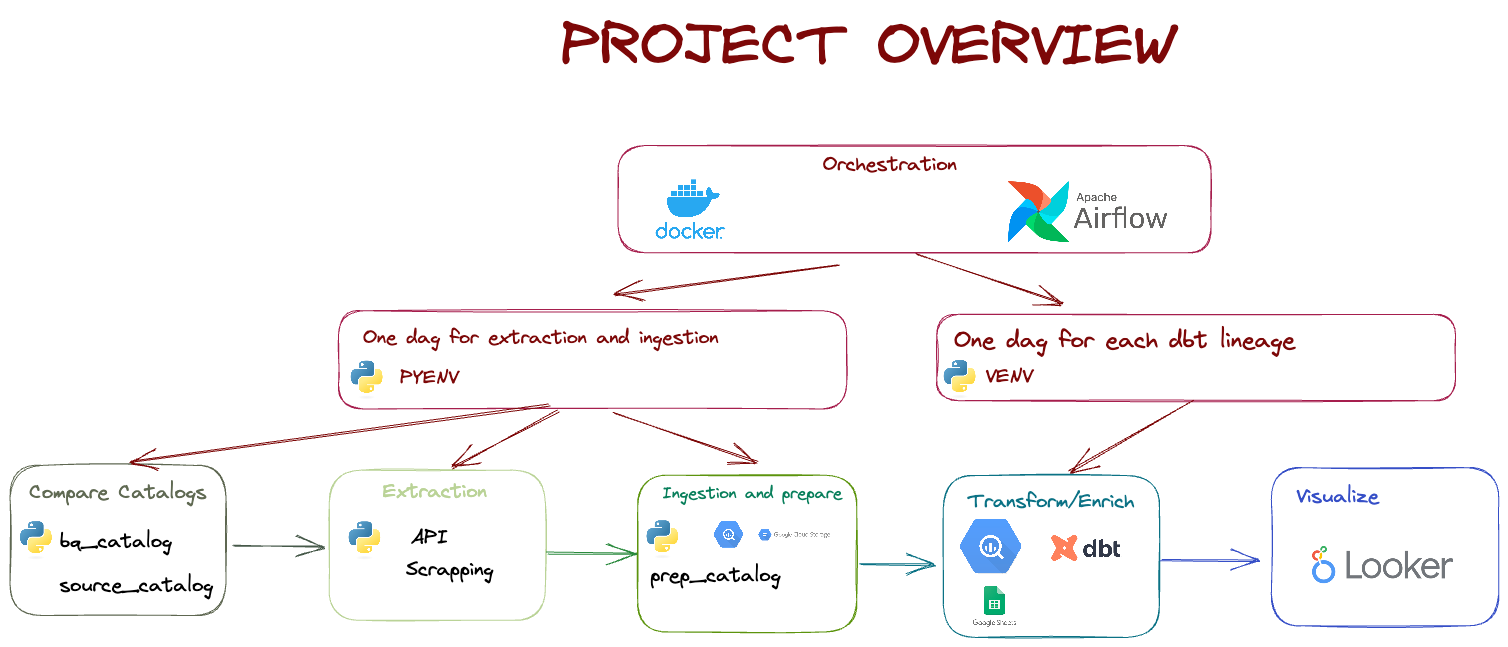 PROJECT OVERVIEW
Orchestration
docker
Apache
Airflow
One dag for extraction and ingestion
PYENV
One dag for each dbt lineage
VENV
Compare Catalogs
bq_catalog
source_catalog
Extraction
API
Scrapping
Ingestion and prepare
Google Cloud Storage
prep_catalog
Transform/Enrich
dbt
Google Sheets
Visualize
Looker